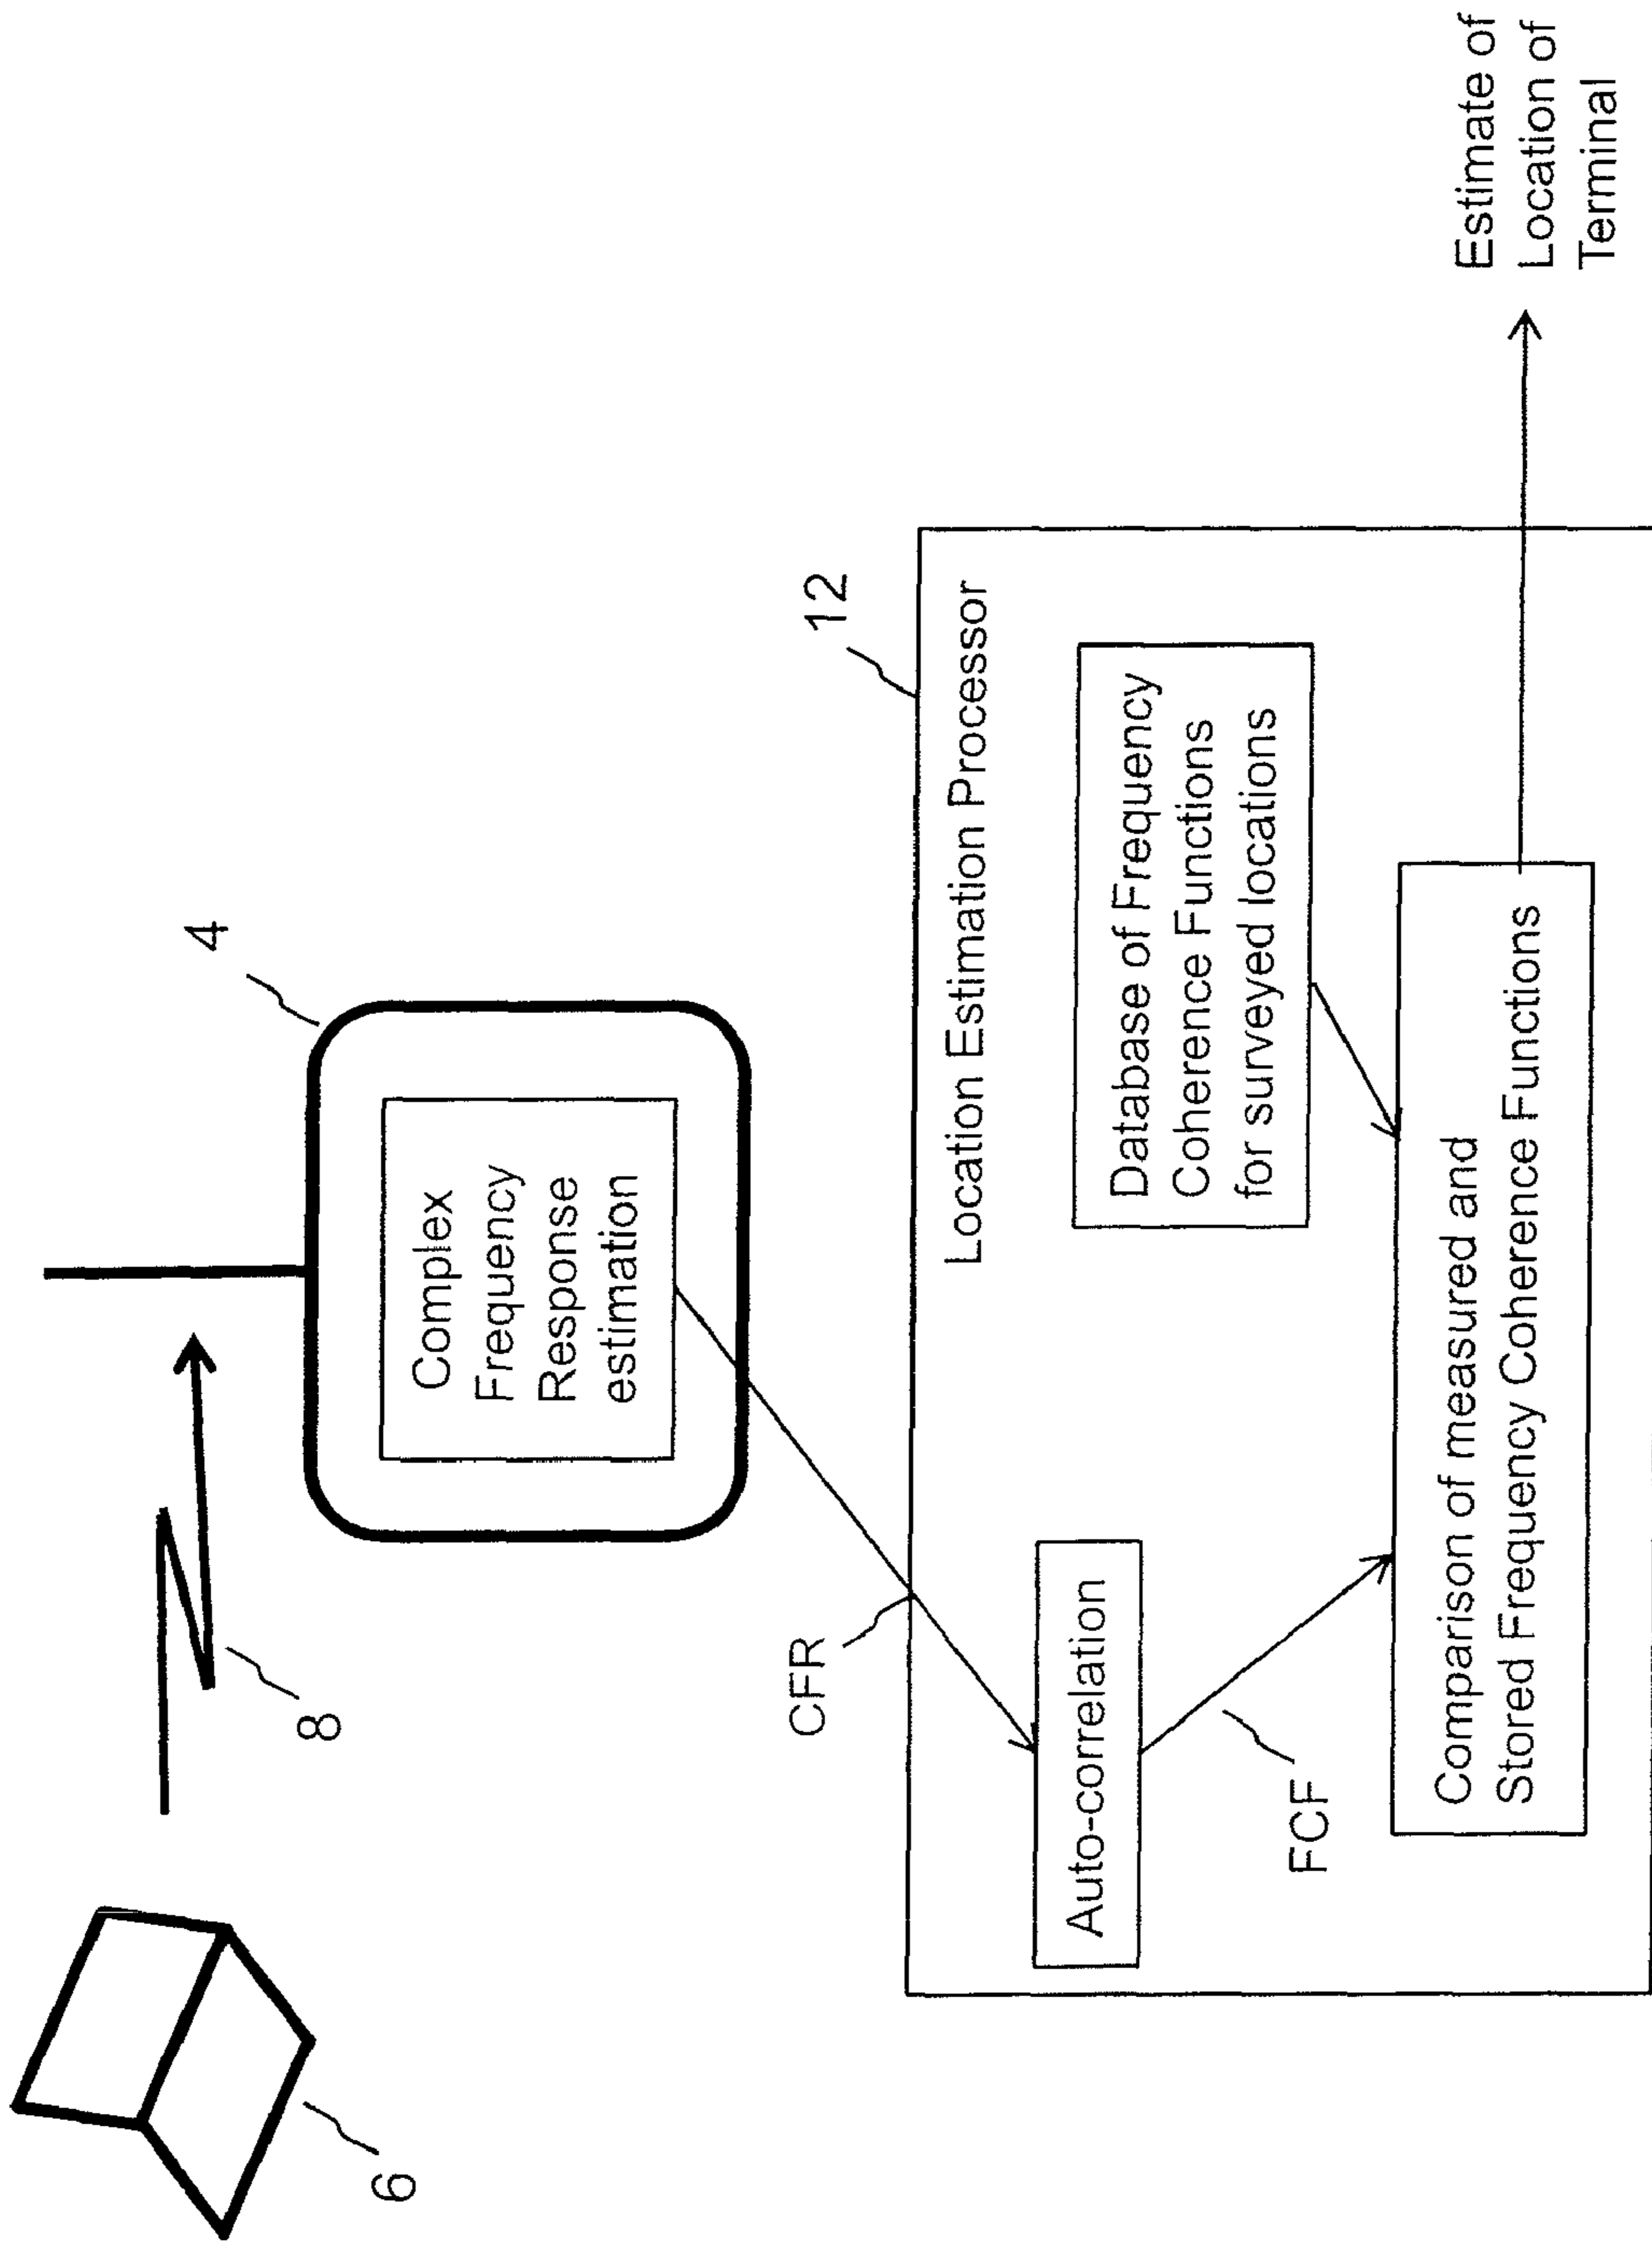 6
8
4
Complex
Frequency
Response
estimation
CFR
12
Location Estimation Processor
Auto-correlation
Database of Frequency
Coherence Functions
for surveyed locations
FCF
Comparison of measured and
Stored Frequency Coherence Functions
Estimate of
Location of
Terminal